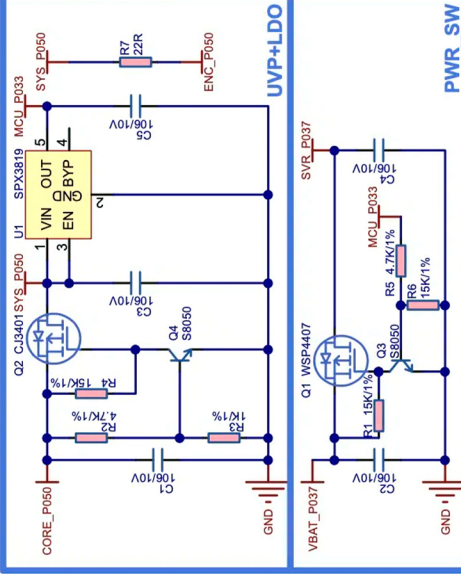 UVP+LDO
SYS_P050
R7
22R
ENC_P050
MCU_P033
C5
106/10V
SPX3819
U1
5
4
OUT
BYP
GND
2
VIN
EN
1
3
SYS_P050
C3
106/10V
Q2 CJ3401
Q4
S8050
R4 15K/1%
R2
4.7K/1%
R3
1K/1%
C1
106/10V
CORE_P050
GND
PWR SW
SVR_P037
C4
106/10V
MCU_P033
R5 4.7K/1%
R6
15K/1%
Q1 WSP4407
Q3
S8050
R1 15K/1%
C2
106/10V
VBAT_P037
GND